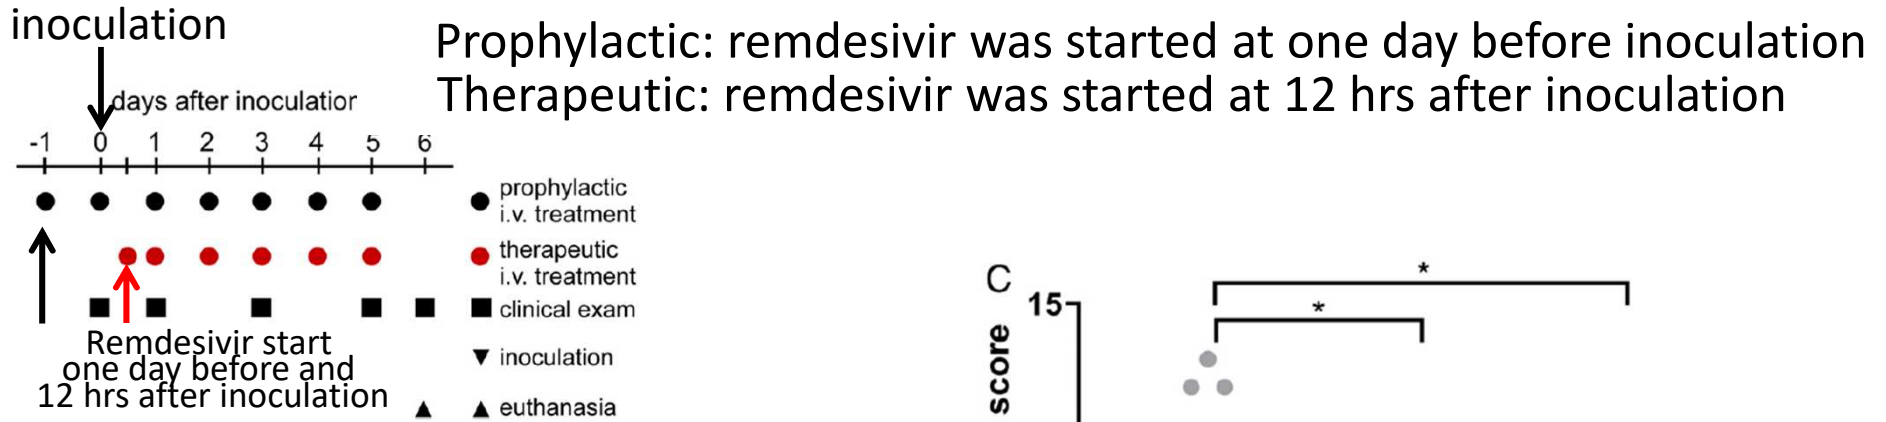 inoculation
Prophylactic: remdesivir was started at one day before inoculation
Therapeutic: remdesivir was started at 12 hrs after inoculation
days after inoculation
-1 0 1 2 3 4 5 6
prophylactic
i.v. treatment
therapeutic
i.v. treatment
clinical exam
Remdesivir start
one day before and
12 hrs after inoculation
inoculation
euthanasia
C
*
*
15
score